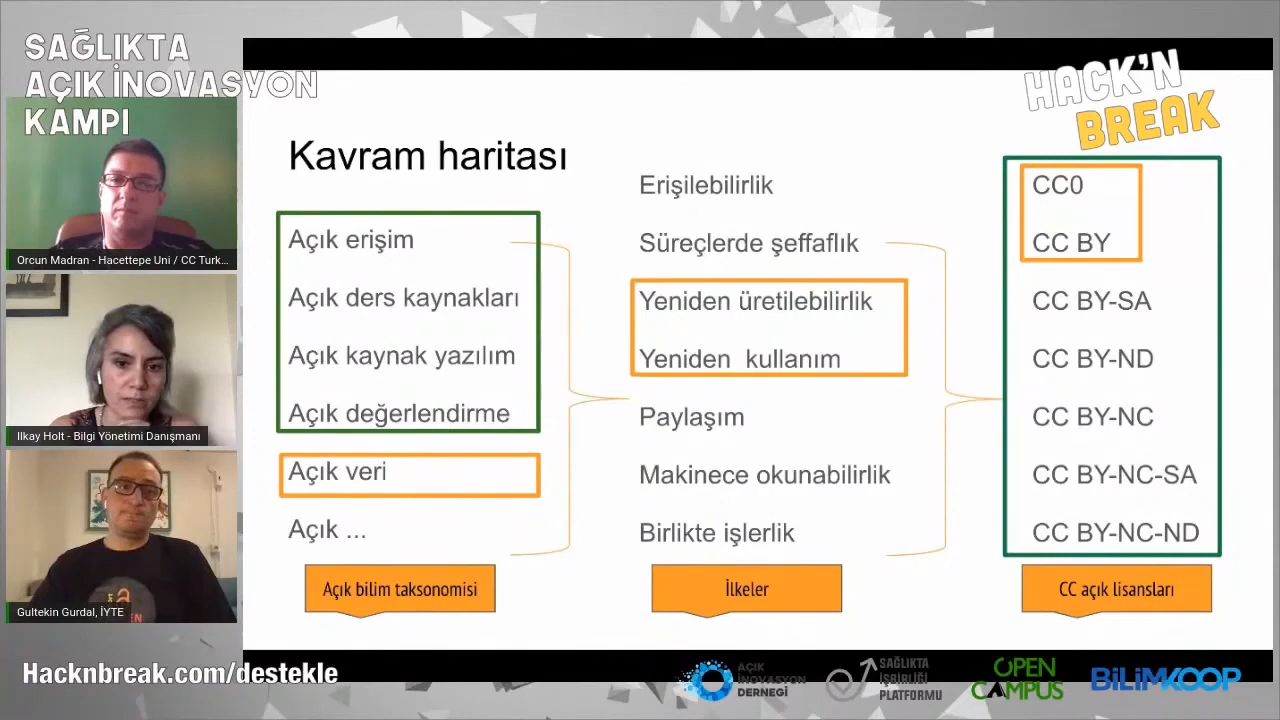 SAĞLIKTA
AÇIK İNOVASYON
KAMPI
HACK'N
BREAK
Orcun Madran - Hacettepe Uni / CC Turk...
Ilkay Holt - Bilgi Yönetimi Danışmanı
Gultekin Gurdal, İYTE
Kavram haritası
Açık erişim
Açık ders kaynakları
Açık kaynak yazılım
Açık değerlendirme
Açık veri
Açık ...
Açık bilim taksonomisi
Erişilebilirlik
Süreçlerde şeffaflık
Yeniden üretilebilirlik
Yeniden kullanım
Paylaşım
Makinece okunabilirlik
Birlikte işlerlik
İlkeler
CC0
CC BY
CC BY-SA
CC BY-ND
CC BY-NC
CC BY-NC-SA
CC BY-NC-ND
CC açık lisansları
Hacknbreak.com/destekle
AÇIK
İNOVASYON
DERNEĞİ
SAĞLIKTA
İŞBİRLİĞİ
PLATFORMU
OPEN
CAMPUS
BİLİMKOOP